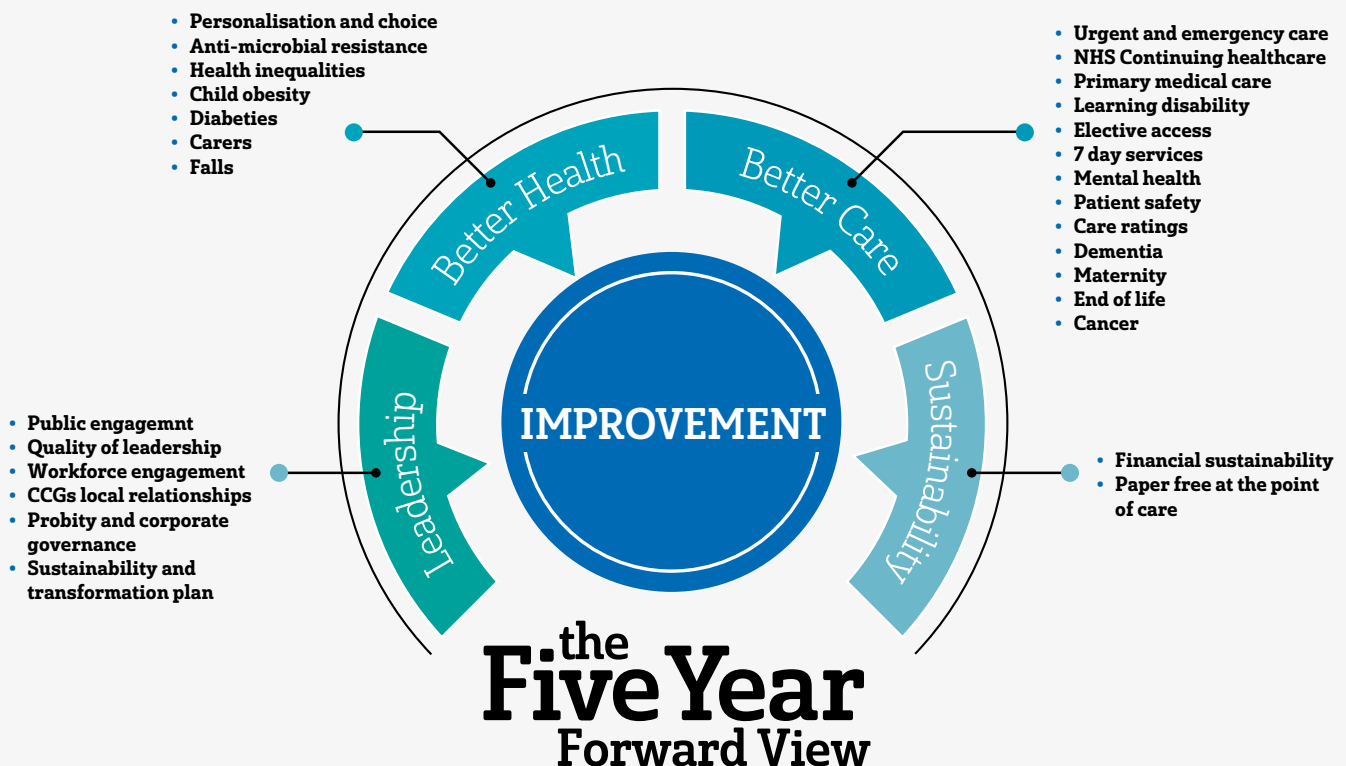 • Personalisation and choice
• Anti-microbial resistance
• Health inequalities
• Child obesity
• Diabeties
• Carers
• Falls
• Urgent and emergency care
• NHS Continuing healthcare
• Primary medical care
• Learning disability
• Elective access
• 7 day services
• Mental health
• Patient safety
• Care ratings
• Dementia
• Maternity
• End of life
• Cancer
Better Health
Better Care
Leadership
Sustainability
IMPROVEMENT
• Public engagemnt
• Quality of leadership
• Workforce engagement
• CCGs local relationships
• Probity and corporate
governance
• Sustainability and
transformation plan
• Financial sustainability
• Paper free at the point
of care
the
Five Year
Forward View